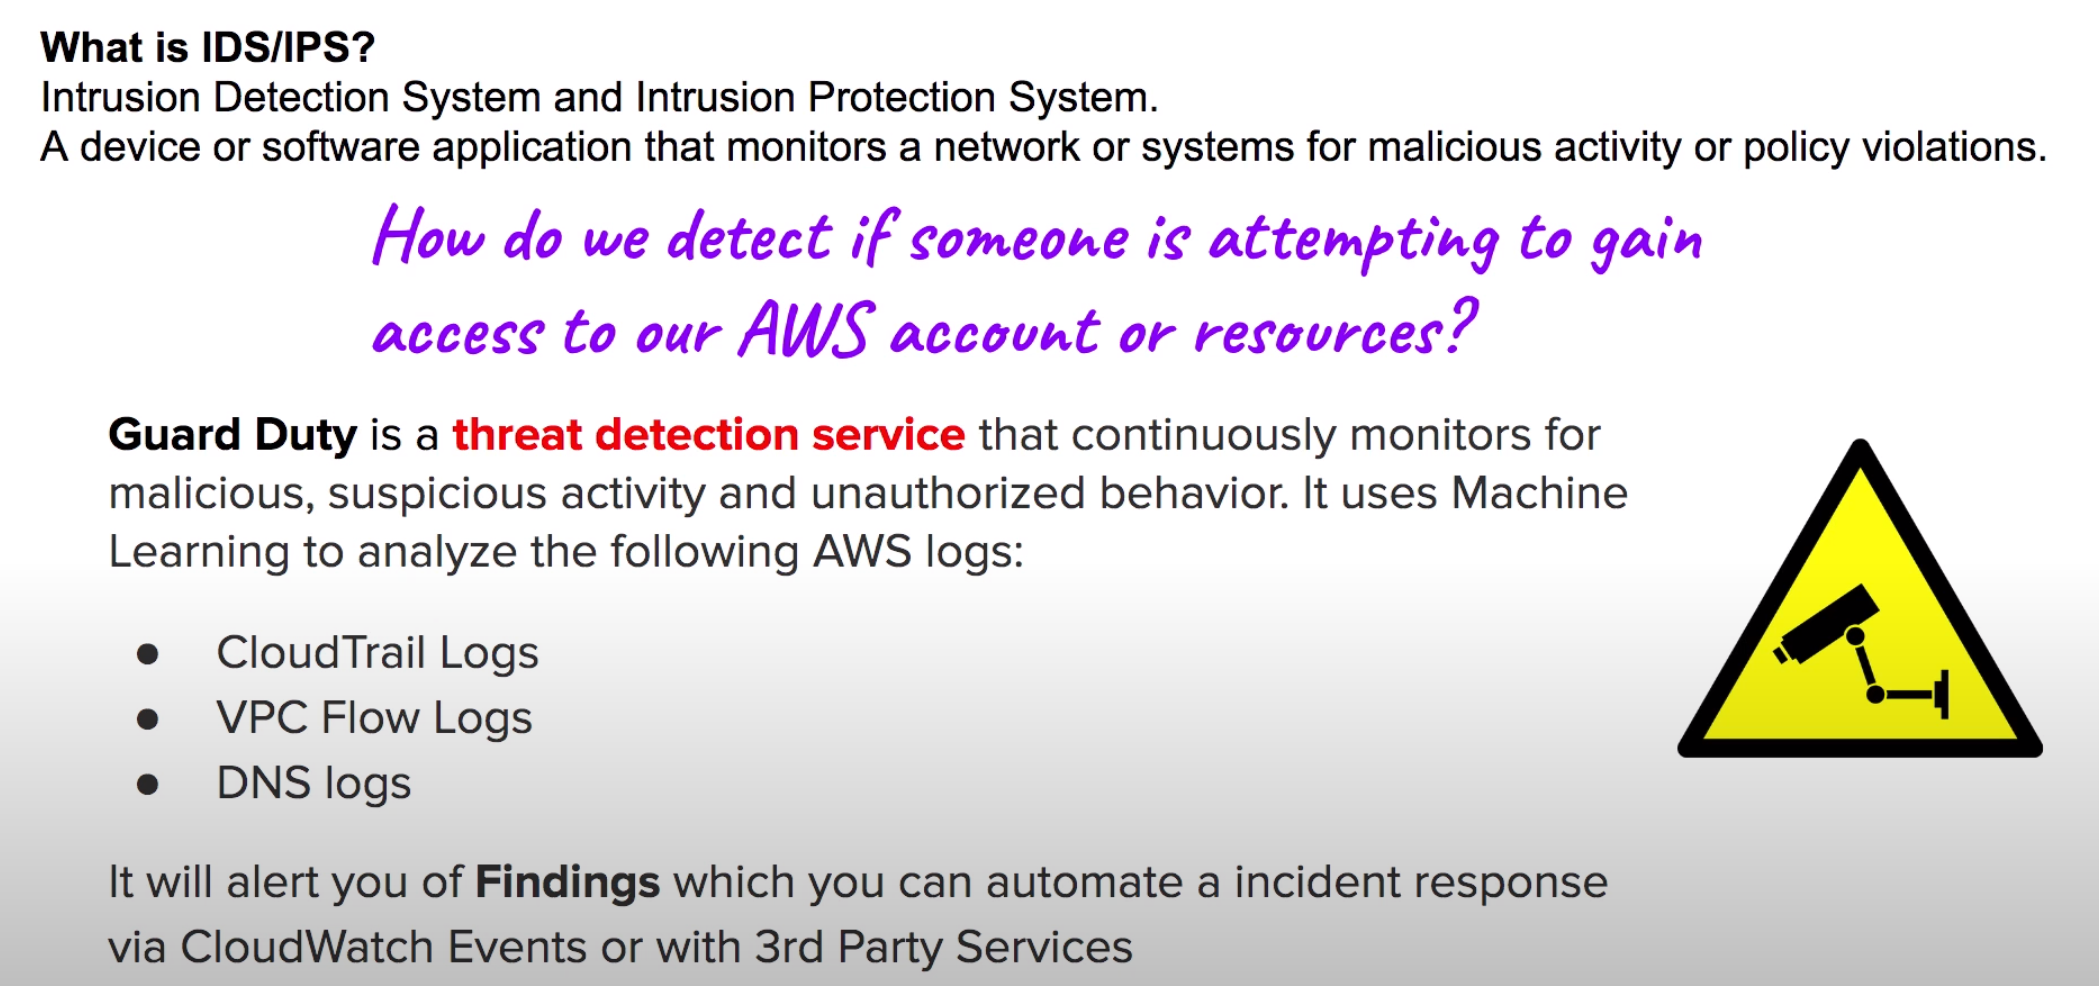 What is IDS/IPS?
Intrusion Detection System and Intrusion Protection System.
A device or software application that monitors a network or systems for malicious activity or policy violations.
How do we detect if someone is attempting to gain
access to our AWS account or resources?
Guard Duty is a threat detection service that continuously monitors for
malicious, suspicious activity and unauthorized behavior. It uses Machine
Learning to analyze the following AWS logs:
● CloudTrail Logs
● VPC Flow Logs
● DNS logs
It will alert you of Findings which you can automate a incident response
via CloudWatch Events or with 3rd Party Services